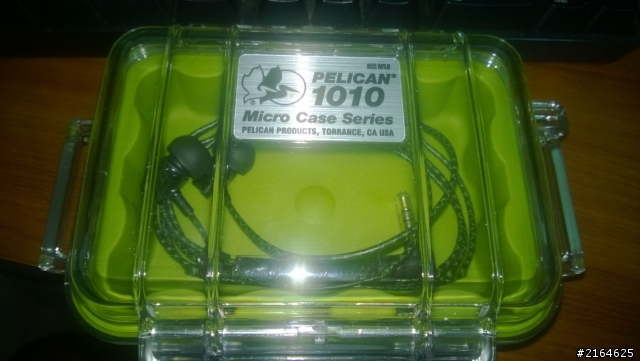 PELICAN®
1010
Micro Case Series
PELICAN PRODUCTS, TORRANCE, CA USA
#2164625